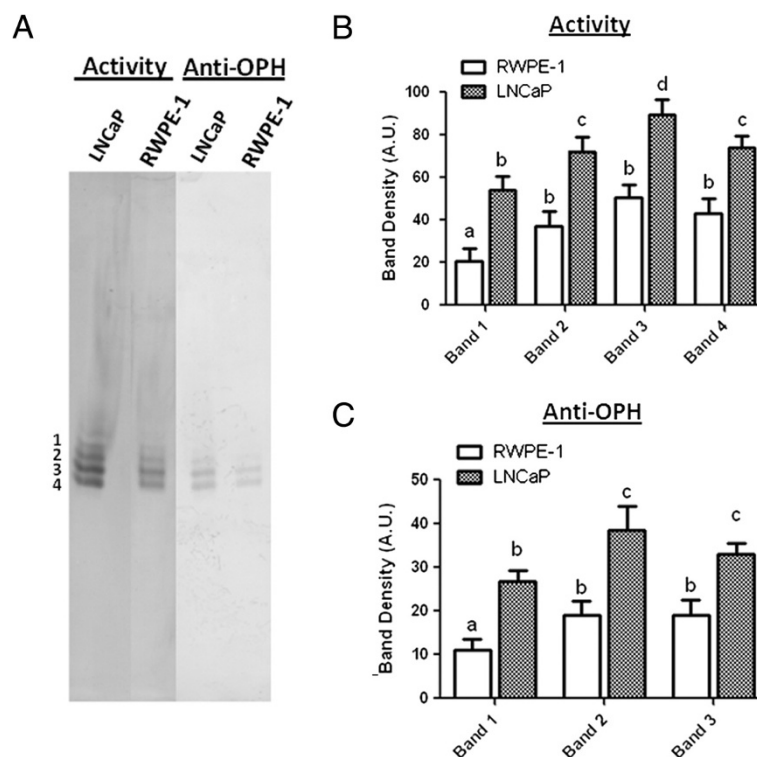 A
Activity Anti-OPH
LNCaP RWPE-1 LNCaP RWPE-1
1
2
3
4
B
Activity
RWPE-1
LNCaP
Band Density (A.U.)
100
80
60
40
20
0
a b b c b d b c
Band 1 Band 2 Band 3 Band 4
C
Anti-OPH
RWPE-1
LNCaP
Band Density (A.U.)
50
40
30
20
10
0
a b b c b c
Band 1 Band 2 Band 3